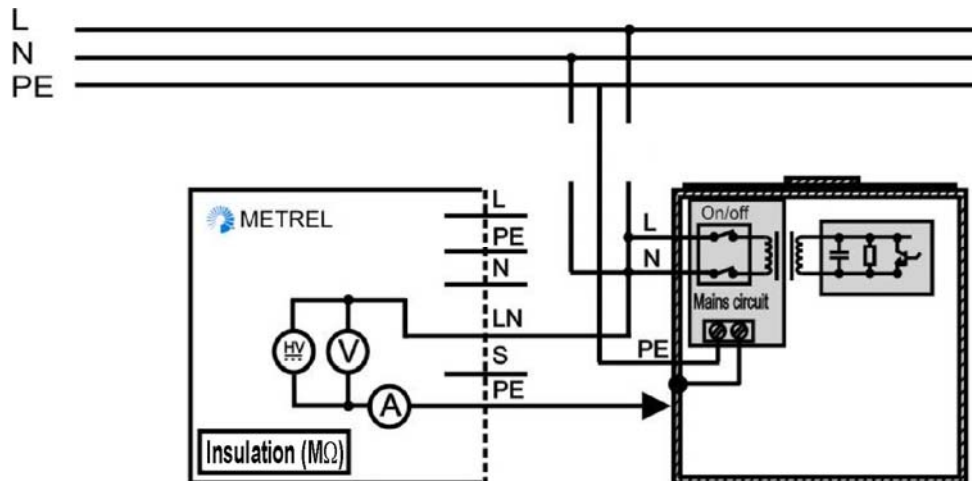 L
N
PE
METREL
L
PE
N
LN
S
PE
HV
V
A
Insulation (MΩ)
L
N
PE
On/off
Mains circuit